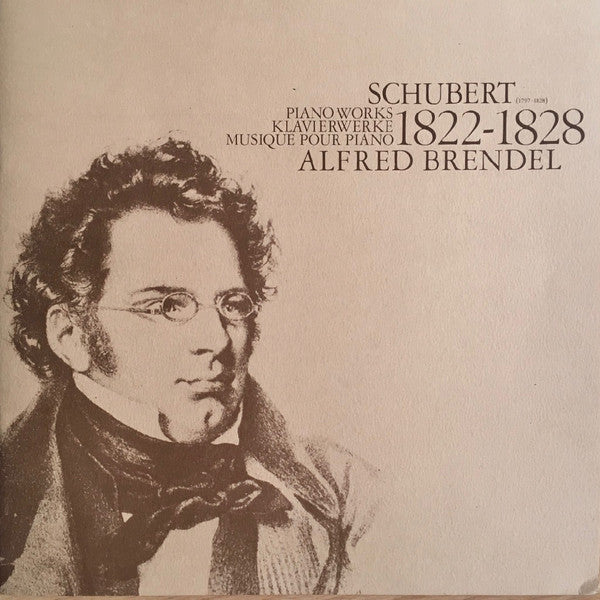 SCHUBERT (1797-1828)
PIANO WORKS
KLAVIERWERKE
MUSIQUE POUR PIANO 1822-1828
ALFRED BRENDEL